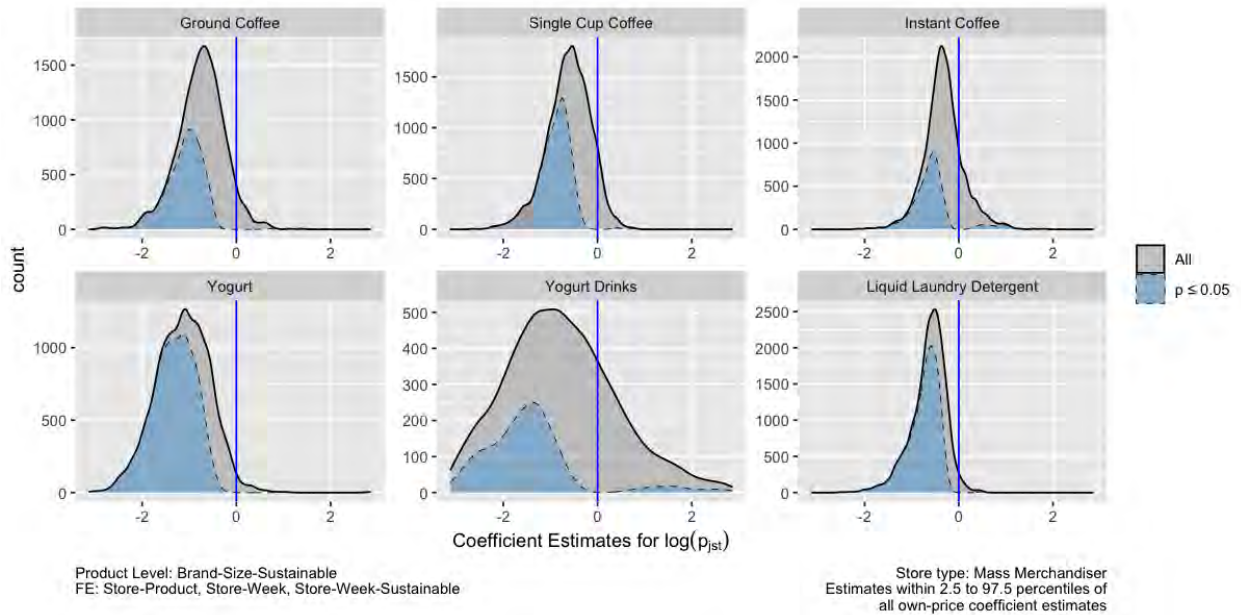 Ground Coffee
Single Cup Coffee
Instant Coffee
1500
1000
500
0
1500
1000
500
0
2000
1500
1000
500
0
-2 0 2
-2 0 2
-2 0 2
count
All
p ≤ 0.05
Yogurt
Yogurt Drinks
Liquid Laundry Detergent
1000
500
0
500
400
300
200
100
0
2500
2000
1500
1000
500
0
-2 0 2
-2 0 2
-2 0 2
Coefficient Estimates for log(pjst)
Product Level: Brand-Size-Sustainable
FE: Store-Product, Store-Week, Store-Week-Sustainable
Store type: Mass Merchandiser
Estimates within 2.5 to 97.5 percentiles of
all own-price coefficient estimates